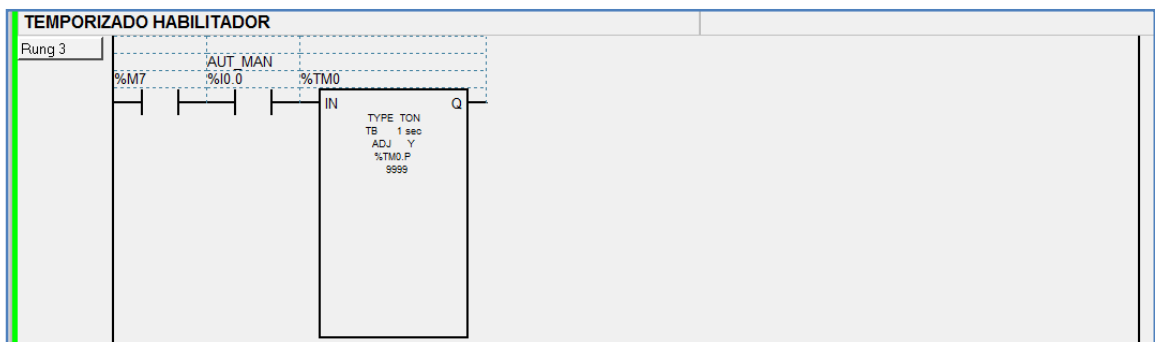 TEMPORIZADO HABILITADOR
Rung 3
AUT_MAN
%M7 %I0.0 %TM0
IN Q
TYPE TON
TB 1 sec
ADJ Y
%TM0.P
9999